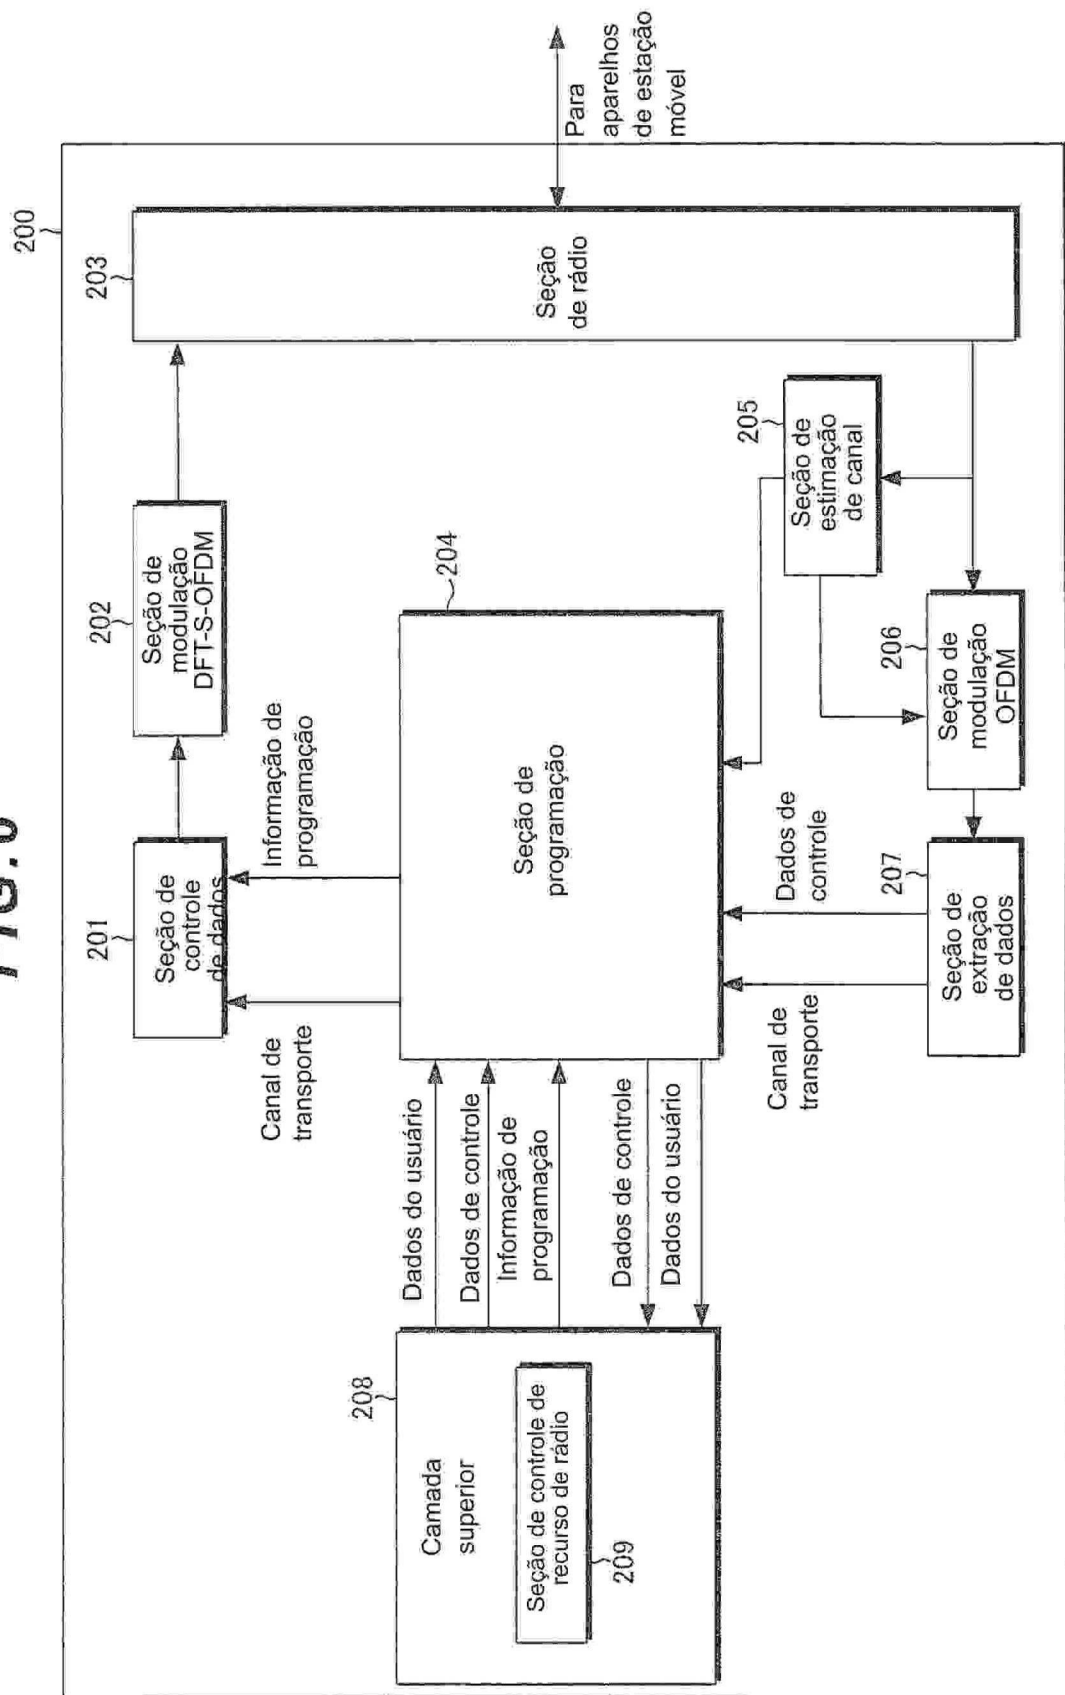 FIG.
200
201
202
203
Seção de
controle
de dados
Seção de
modulação
DFT-S-OFDM
Canal de
transporte
Informação de
programação
208
204
Camada
superior
Seção de controle de
recurso de rádio
209
Dados do usuário
Dados de controle
Informação de
programação
Dados de controle
Dados do usuário
Seção de
programação
Seção
de rádio
Para
aparelhos
de estação
móvel
205
Seção de
estimação
de canal
Canal de
transporte
Dados de
controle
207
206
Seção de
extração
de dados
Seção de
modulação
OFDM